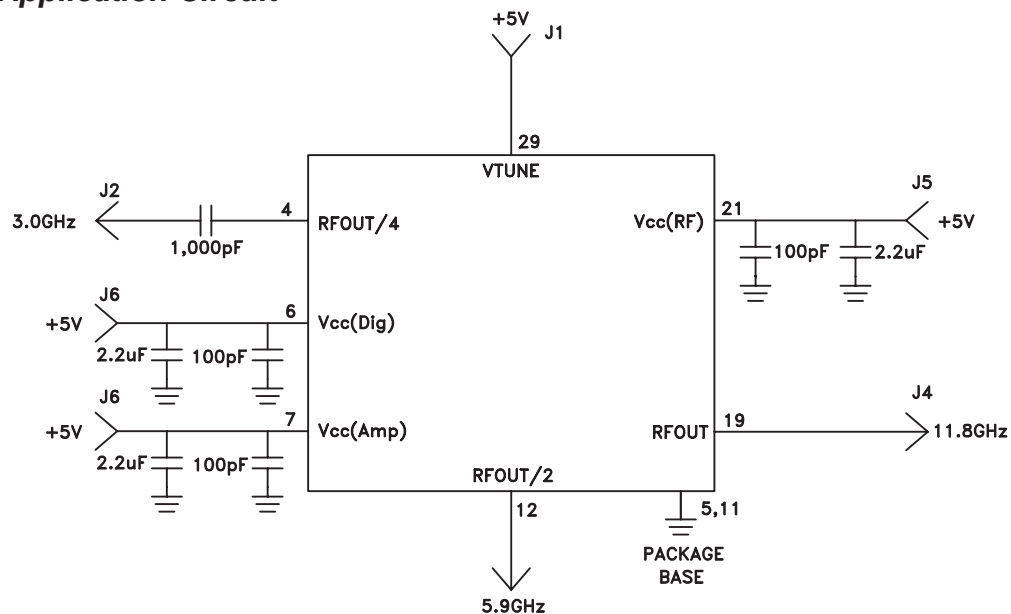 Application Circuit
+5V
J1
29
VTUNE
J2
3.0GHz
1,000pF
4
RFOUT/4
Vcc(RF)
21
J5
+5V
100pF
2.2uF
J6
+5V
6
Vcc(Dig)
2.2uF
100pF
J6
+5V
7
Vcc(Amp)
2.2uF
100pF
RFOUT
19
J4
11.8GHz
RFOUT/2
12
5,11
PACKAGE
BASE
5.9GHz